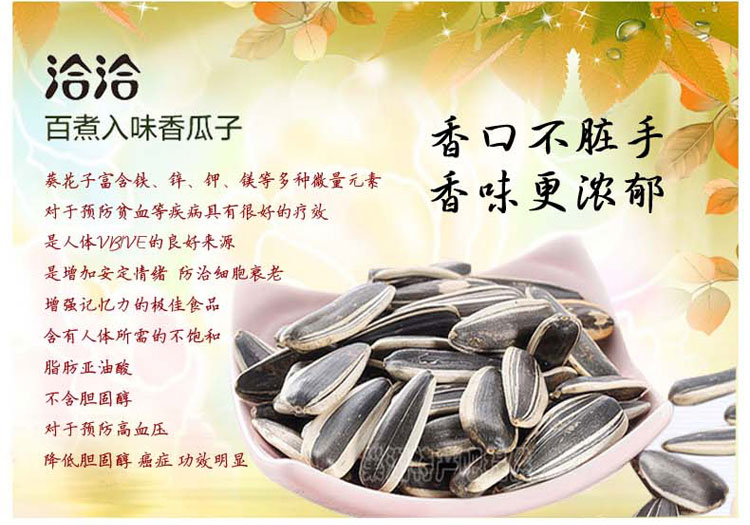 洽洽
百煮入味香瓜子
香口不脏手
香味更浓郁
葵花子富含铁、锌、钾、镁等多种微量元素
对于预防贫血等疾病具有很好的疗效
是人体VB1VE的良好来源
是增加安定情绪 防治细胞衰老
增强记忆力的极佳食品
含有人体所需的不饱和
脂肪亚油酸
不含胆固醇
对于预防高血压
降低胆固醇 癌症 功效明显